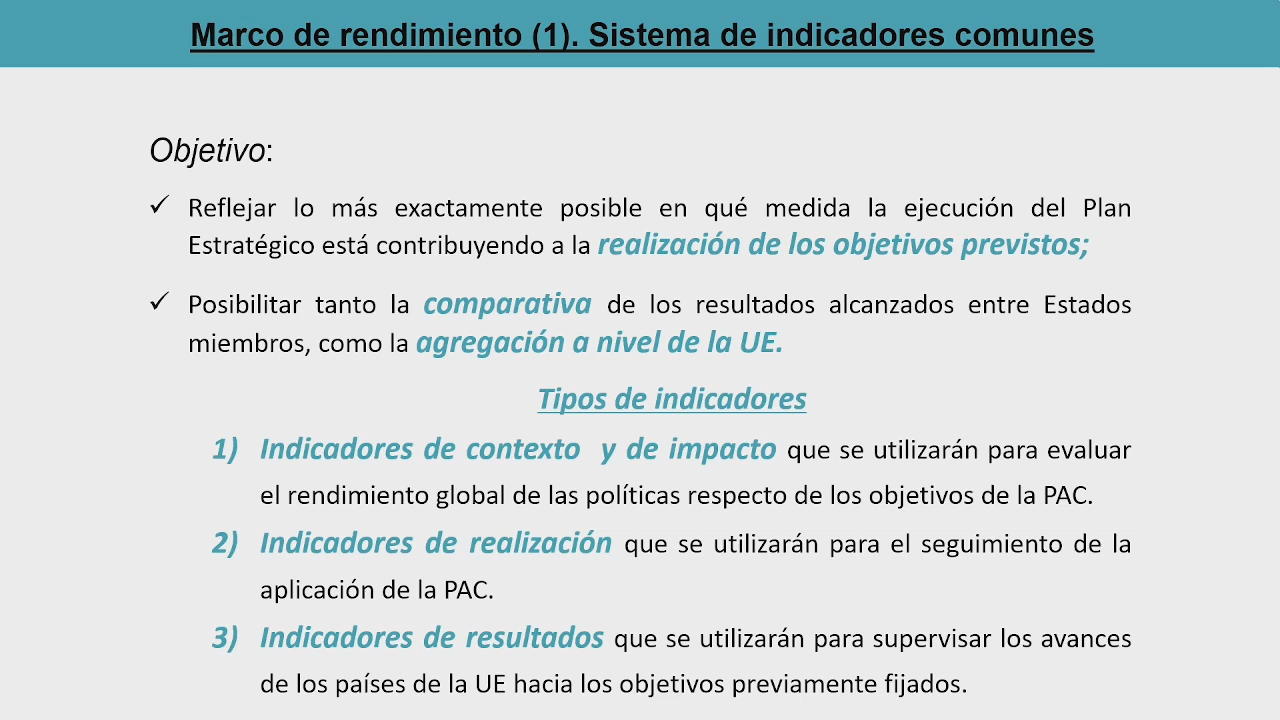 Marco de rendimiento (1). Sistema de indicadores comunes
Objetivo:
✓ Reflejar lo más exactamente posible en qué medida la ejecución del Plan
Estratégico está contribuyendo a la realización de los objetivos previstos;
✓ Posibilitar tanto la comparativa de los resultados alcanzados entre Estados
miembros, como la agregación a nivel de la UE.
Tipos de indicadores
1) Indicadores de contexto y de impacto que se utilizarán para evaluar
el rendimiento global de las políticas respecto de los objetivos de la PAC.
2) Indicadores de realización que se utilizarán para el seguimiento de la
aplicación de la PAC.
3) Indicadores de resultados que se utilizarán para supervisar los avances
de los países de la UE hacia los objetivos previamente fijados.